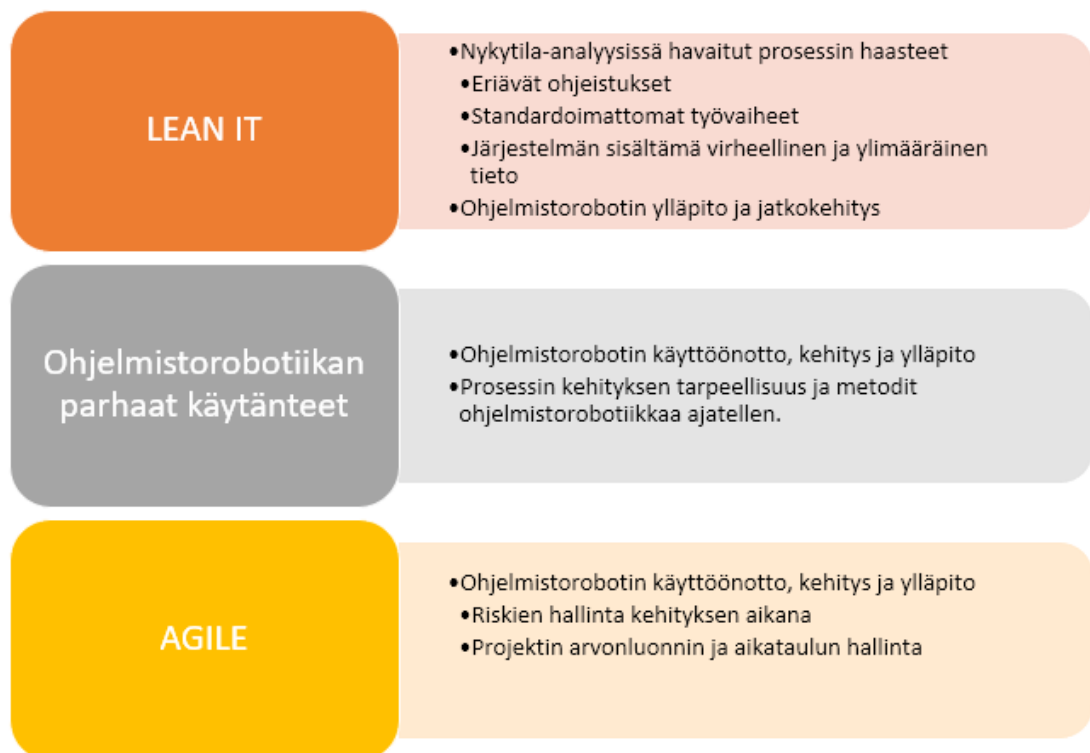 LEAN IT
•Nykytila-analyysissä havaitut prosessin haasteet
•Eriävät ohjeistukset
•Standardoimattomat työvaiheet
•Järjestelmän sisältämä virheellinen ja ylimääräinen
tieto
•Ohjelmistorobotin ylläpito ja jatkokehitys
Ohjelmistorobotiikan
parhaat käytänteet
•Ohjelmistorobotin käyttöönotto, kehitys ja ylläpito
•Prosessin kehityksen tarpeellisuus ja metodit
ohjelmistorobotiikkaa ajatellen.
AGILE
•Ohjelmistorobotin käyttöönotto, kehitys ja ylläpito
•Riskien hallinta kehityksen aikana
•Projektin arvonluonnin ja aikataulun hallinta